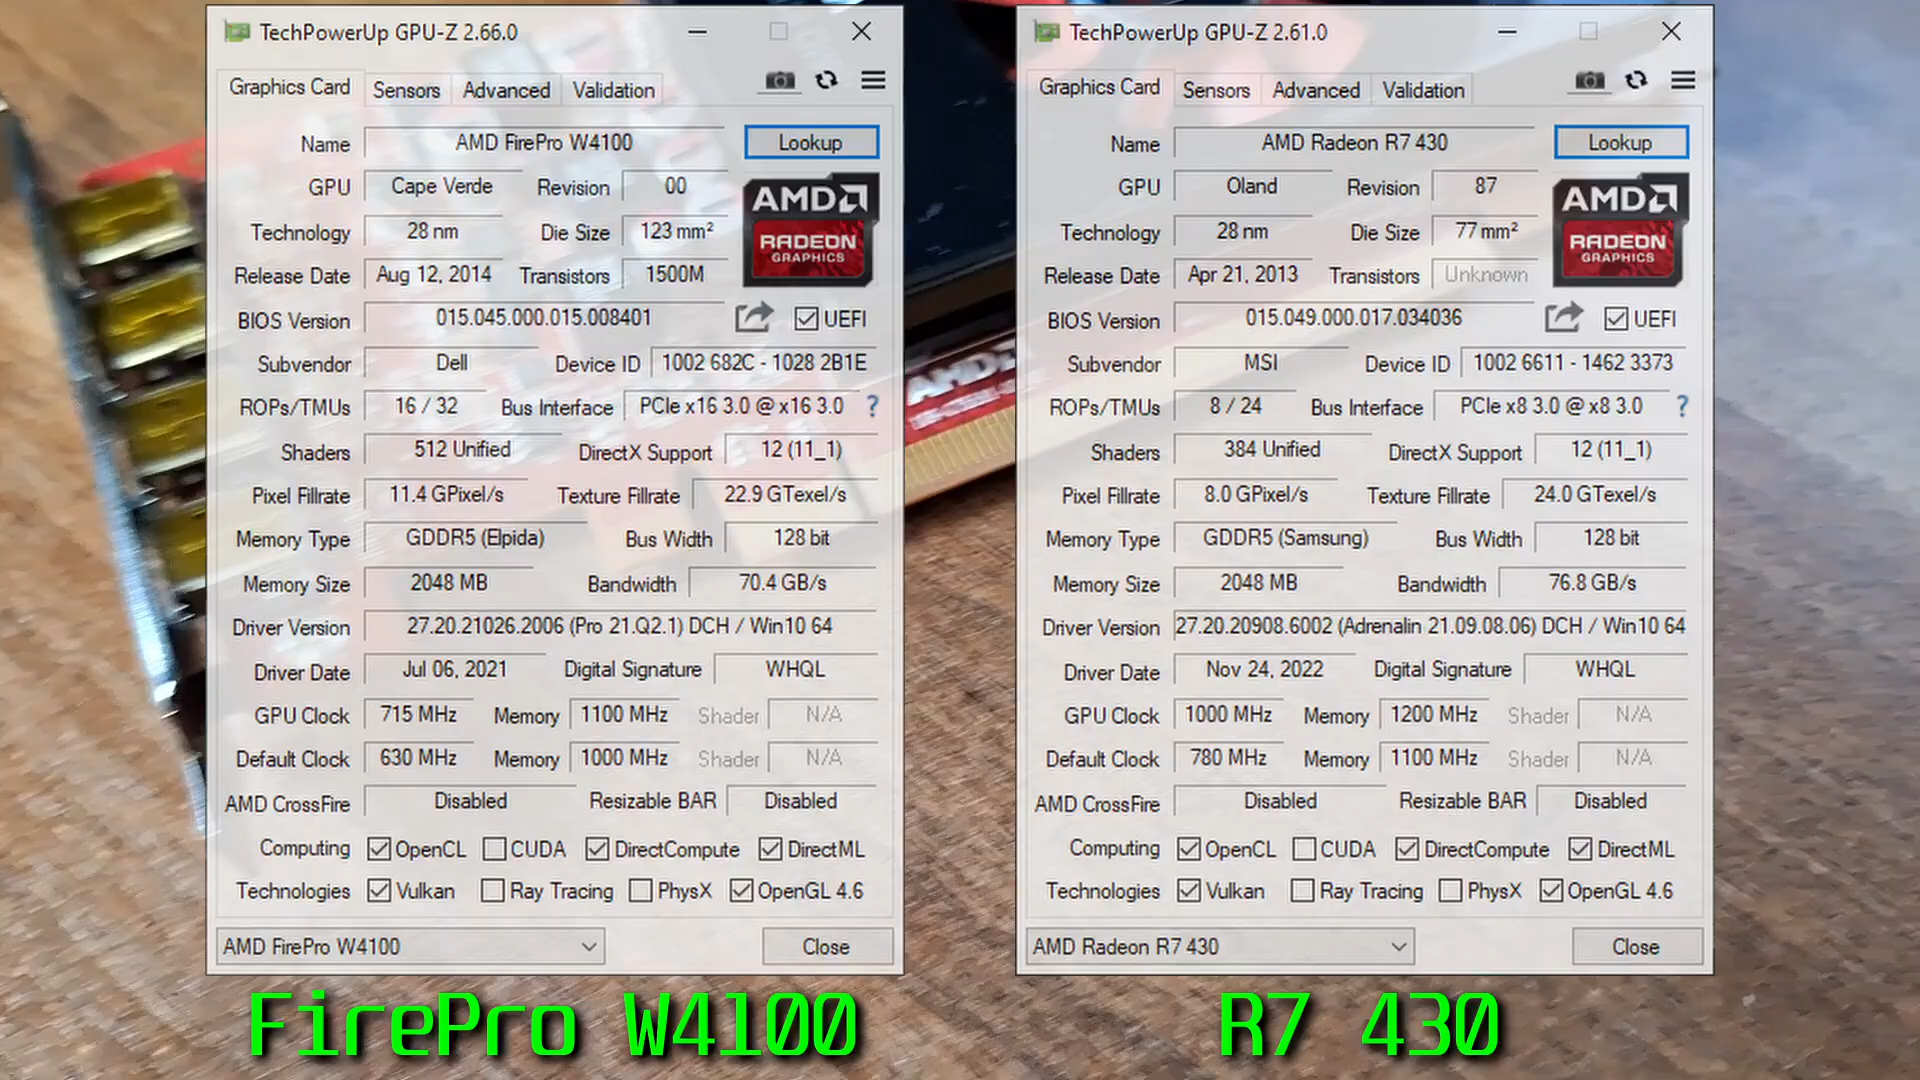 TechPowerUp GPU-Z 2.66.0
Graphics Card Sensors Advanced Validation
Name AMD FirePro W4100 Lookup
GPU Cape Verde Revision 00
AMD
RADEON
GRAPHICS
Technology 28 nm Die Size 123 mm²
Release Date Aug 12, 2014 Transistors 1500M
BIOS Version 015.045.000.015.008401 UEFI
Subvendor Dell Device ID 1002 682C - 1028 2B1E
ROPs/TMUs 16 / 32 Bus Interface PCIe x16 3.0 @ x16 3.0 ?
Shaders 512 Unified DirectX Support 12 (11_1)
Pixel Fillrate 11.4 GPixel/s Texture Fillrate 22.9 GTexel/s
Memory Type GDDR5 (Elpida) Bus Width 128 bit
Memory Size 2048 MB Bandwidth 70.4 GB/s
Driver Version 27.20.21026.2006 (Pro 21.Q2.1) DCH / Win10 64
Driver Date Jul 06, 2021 Digital Signature WHQL
GPU Clock 715 MHz Memory 1100 MHz Shader N/A
Default Clock 630 MHz Memory 1000 MHz Shader N/A
AMD CrossFire Disabled Resizable BAR Disabled
Computing OpenCL CUDA DirectCompute DirectML
Technologies Vulkan Ray Tracing PhysX OpenGL 4.6
AMD FirePro W4100 Close
FirePro W4100
AMD
TechPowerUp GPU-Z 2.61.0
Graphics Card Sensors Advanced Validation
Name AMD Radeon R7 430 Lookup
GPU Oland Revision 87
AMD
RADEON
GRAPHICS
Technology 28 nm Die Size 77 mm²
Release Date Apr 21, 2013 Transistors Unknown
BIOS Version 015.049.000.017.034036 UEFI
Subvendor MSI Device ID 1002 6611 - 1462 3373
ROPs/TMUs 8 / 24 Bus Interface PCIe x8 3.0 @ x8 3.0 ?
Shaders 384 Unified DirectX Support 12 (11_1)
Pixel Fillrate 8.0 GPixel/s Texture Fillrate 24.0 GTexel/s
Memory Type GDDR5 (Samsung) Bus Width 128 bit
Memory Size 2048 MB Bandwidth 76.8 GB/s
Driver Version 27.20.20908.6002 (Adrenalin 21.09.08.06) DCH / Win10 64
Driver Date Nov 24, 2022 Digital Signature WHQL
GPU Clock 1000 MHz Memory 1200 MHz Shader N/A
Default Clock 780 MHz Memory 1100 MHz Shader N/A
AMD CrossFire Disabled Resizable BAR Disabled
Computing OpenCL CUDA DirectCompute DirectML
Technologies Vulkan Ray Tracing PhysX OpenGL 4.6
AMD Radeon R7 430 Close
R7 430